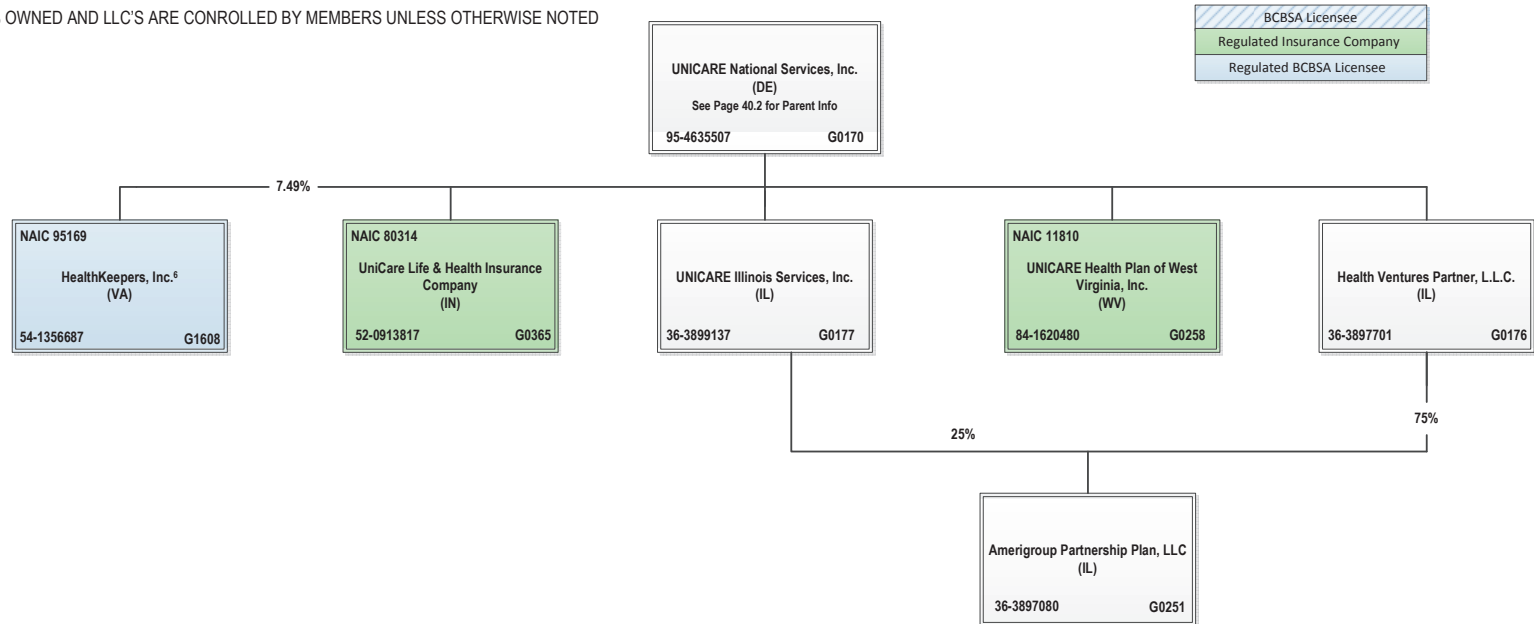 OWNED AND LLC'S ARE CONROLLED BY MEMBERS UNLESS OTHERWISE NOTED
BCBSA Licensee
Regulated Insurance Company
Regulated BCBSA Licensee
UNICARE National Services, Inc.
(DE)
See Page 40.2 for Parent Info
95-4635507 G0170
7.49%
NAIC 95169
HealthKeepers, Inc.⁶
(VA)
54-1356687 G1608
NAIC 80314
UniCare Life & Health Insurance
Company
(IN)
52-0913817 G0365
UNICARE Illinois Services, Inc.
(IL)
36-3899137 G0177
NAIC 11810
UNICARE Health Plan of West
Virginia, Inc.
(WV)
84-1620480 G0258
Health Ventures Partner, L.L.C.
(IL)
36-3897701 G0176
25%
75%
Amerigroup Partnership Plan, LLC
(IL)
36-3897080 G0251